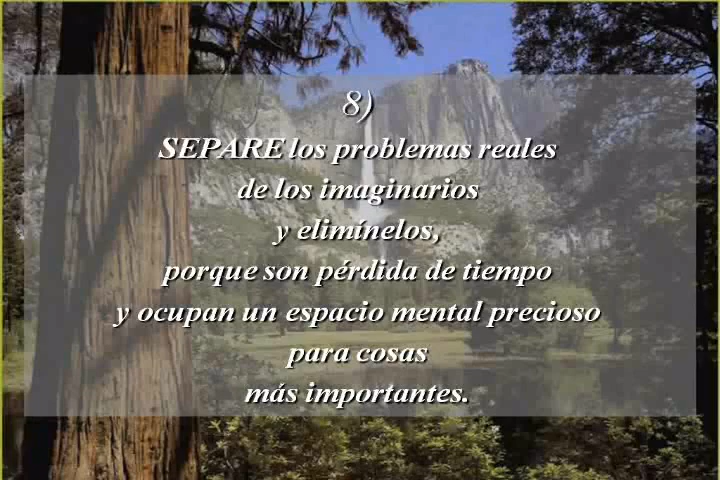 8)
SEPARE los problemas reales
de los imaginarios
y elimínelos,
porque son pérdida de tiempo
y ocupan un espacio mental precioso
para cosas
más importantes.